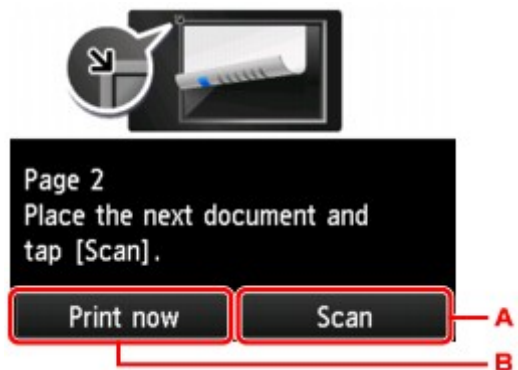 Page 2
Place the next document and
tap [Scan].
Print now Scan A
B